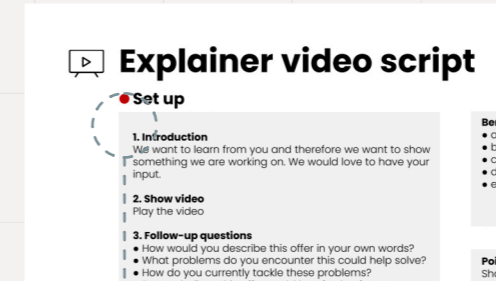 Explainer video script
Set up
1. Introduction
We want to learn from you and therefore we want to show
something we are working on. We would love to have your
input.
2. Show video
Play the video
3. Follow-up questions
● How would you describe this offer in your own words?
● What problems do you encounter this could help solve?
● How do you currently tackle these problems?